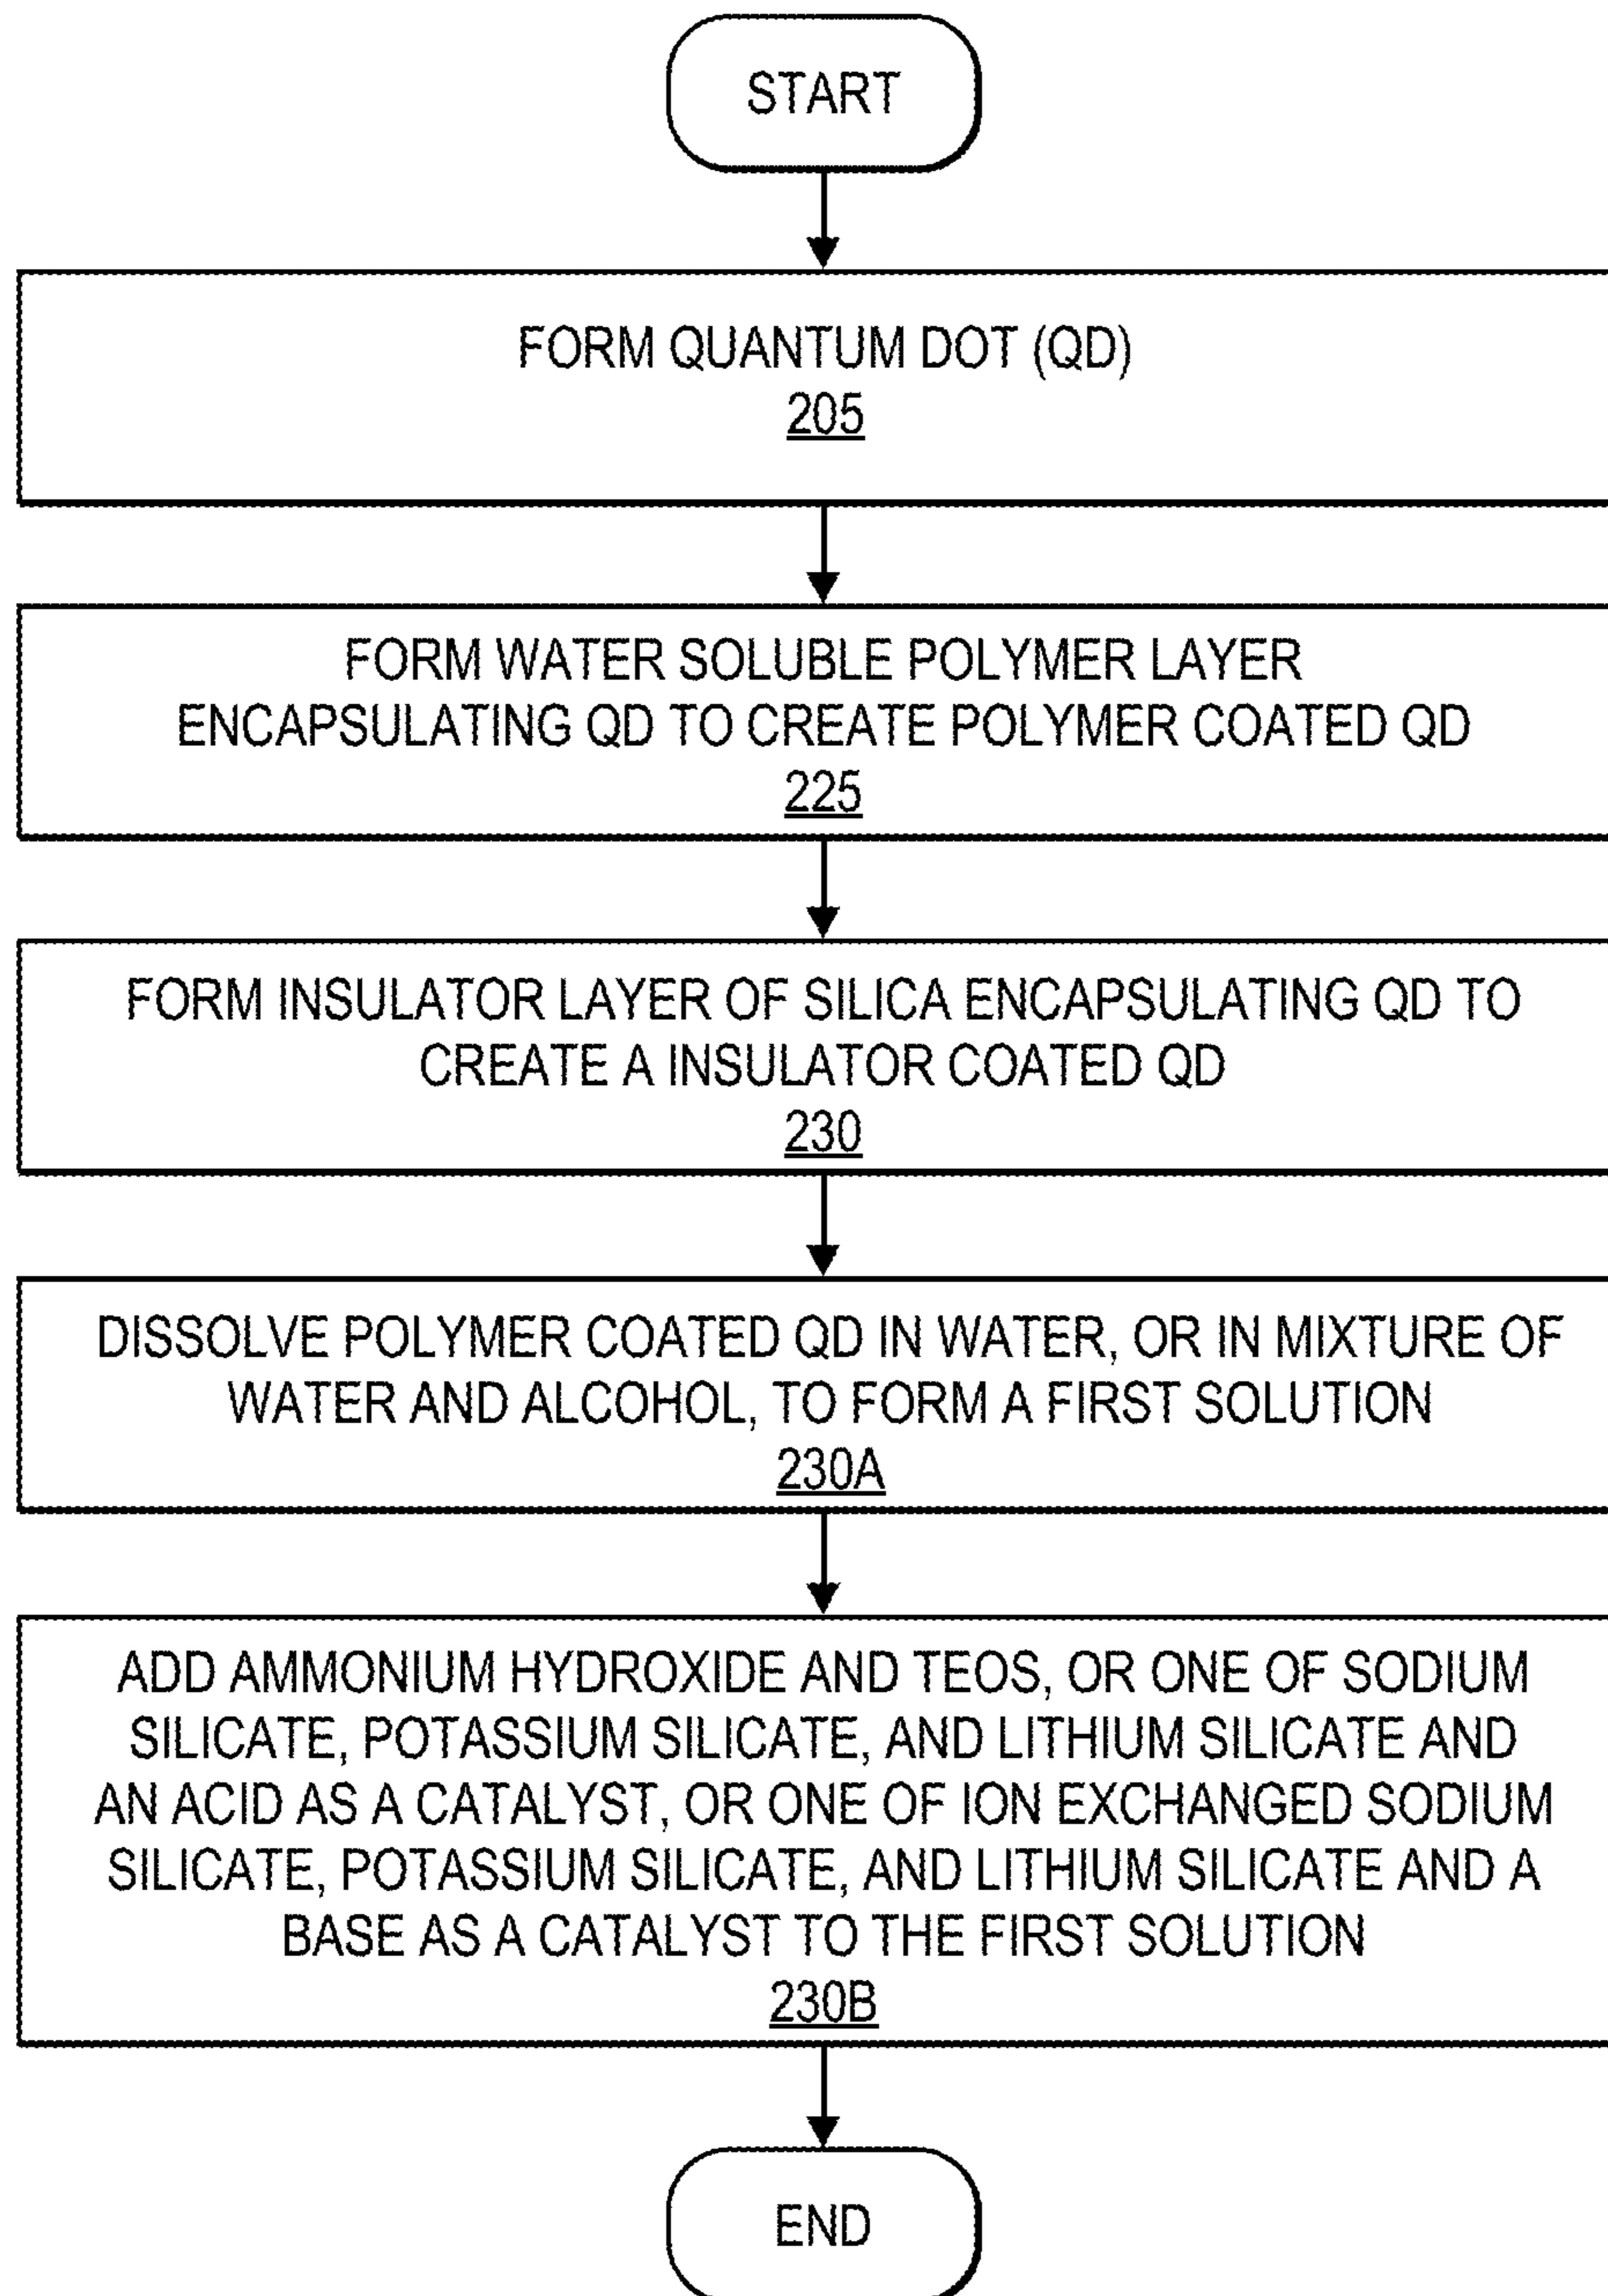 START
FORM QUANTUM DOT (QD)
205
FORM WATER SOLUBLE POLYMER LAYER
ENCAPSULATING QD TO CREATE POLYMER COATED QD
225
FORM INSULATOR LAYER OF SILICA ENCAPSULATING QD TO
CREATE A INSULATOR COATED QD
230
DISSOLVE POLYMER COATED QD IN WATER, OR IN MIXTURE OF
WATER AND ALCOHOL, TO FORM A FIRST SOLUTION
230A
ADD AMMONIUM HYDROXIDE AND TEOS, OR ONE OF SODIUM
SILICATE, POTASSIUM SILICATE, AND LITHIUM SILICATE AND
AN ACID AS A CATALYST, OR ONE OF ION EXCHANGED SODIUM
SILICATE, POTASSIUM SILICATE, AND LITHIUM SILICATE AND A
BASE AS A CATALYST TO THE FIRST SOLUTION
230B
END